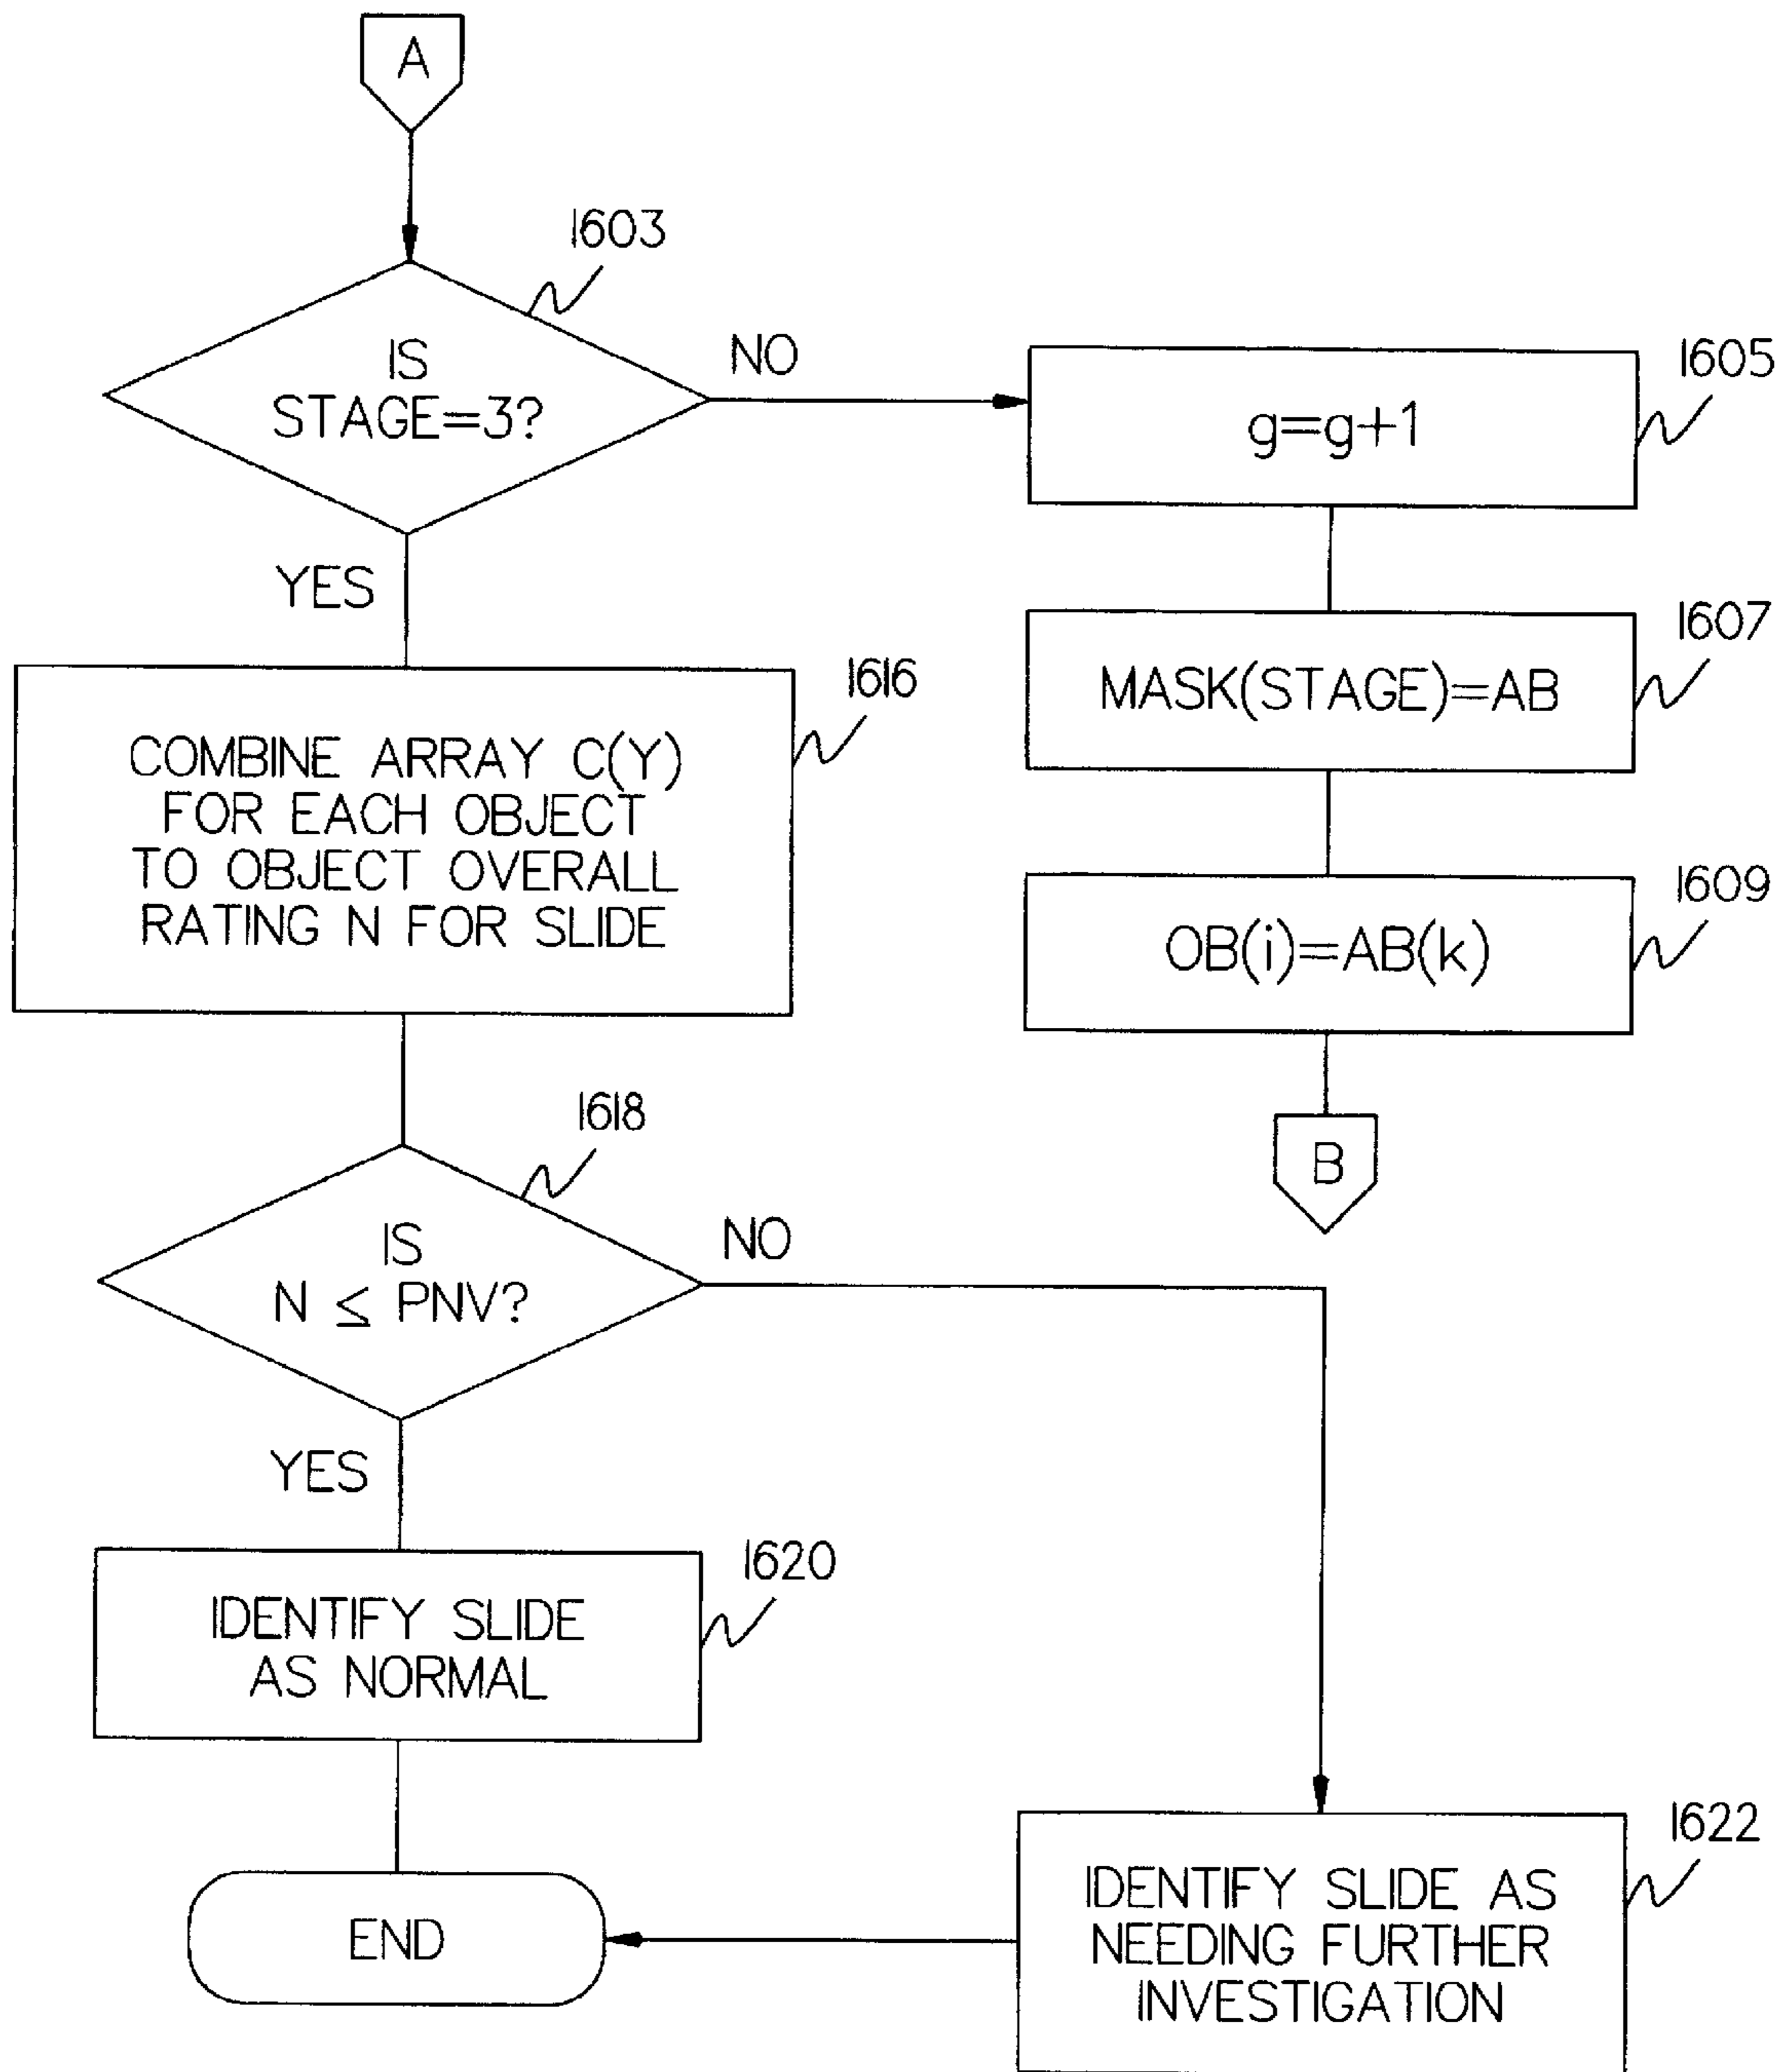 A
1603
IS
STAGE=3?
NO
YES
1605
g=g+1
1607
MASK(STAGE)=AB
1609
OB(i)=AB(k)
B
1616
COMBINE ARRAY C(Y)
FOR EACH OBJECT
TO OBJECT OVERALL
RATING N FOR SLIDE
1618
IS
N ≤ PNV?
NO
YES
1620
IDENTIFY SLIDE
AS NORMAL
1622
IDENTIFY SLIDE AS
NEEDING FURTHER
INVESTIGATION
END